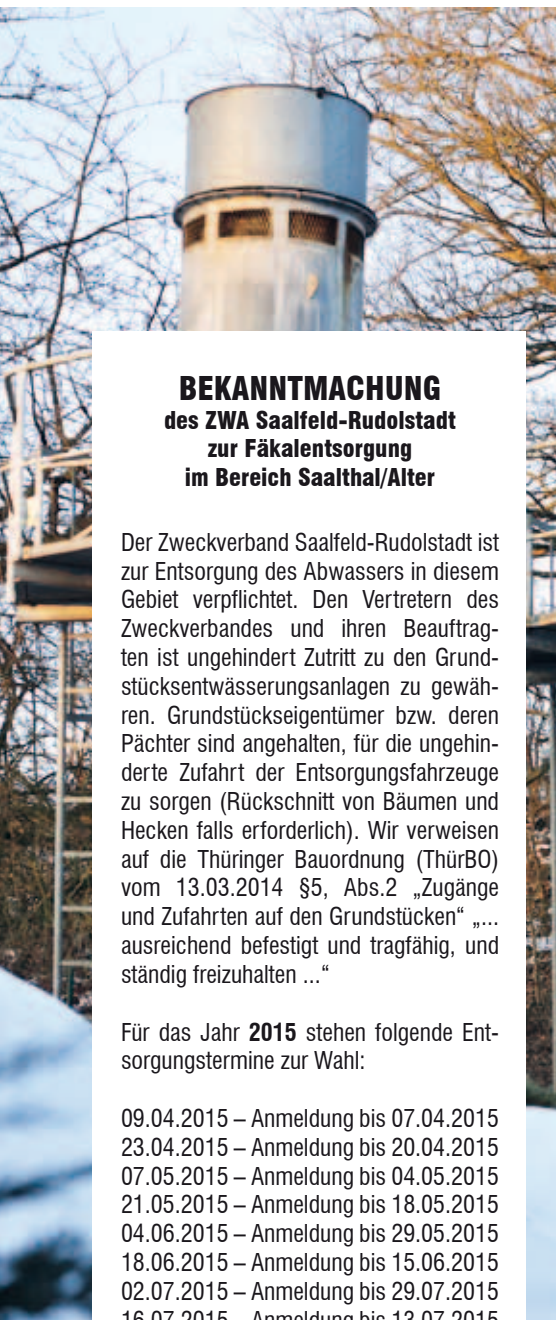 BEKANNTMACHUNG
des ZWA Saalfeld-Rudolstadt
zur Fäkalentsorgung
im Bereich Saalthal/Alter
Der Zweckverband Saalfeld-Rudolstadt ist
zur Entsorgung des Abwassers in diesem
Gebiet verpflichtet. Den Vertretern des
Zweckverbandes und ihren Beauftrag-
ten ist ungehindert Zutritt zu den Grund-
stücksentwässerungsanlagen zu gewäh-
ren. Grundstückseigentümer bzw. deren
Pächter sind angehalten, für die ungehin-
derte Zufahrt der Entsorgungsfahrzeuge
zu sorgen (Rückschnitt von Bäumen und
Hecken falls erforderlich). Wir verweisen
auf die Thüringer Bauordnung (ThürBO)
vom 13.03.2014 §5, Abs.2 „Zugänge
und Zufahrten auf den Grundstücken“ „...
ausreichend befestigt und tragfähig, und
ständig freizuhalten ...“
Für das Jahr 2015 stehen folgende Ent-
sorgungstermine zur Wahl:
09.04.2015 – Anmeldung bis 07.04.2015
23.04.2015 – Anmeldung bis 20.04.2015
07.05.2015 – Anmeldung bis 04.05.2015
21.05.2015 – Anmeldung bis 18.05.2015
04.06.2015 – Anmeldung bis 29.05.2015
18.06.2015 – Anmeldung bis 15.06.2015
02.07.2015 – Anmeldung bis 29.07.2015
16.07.2015 – Anmeldung bis 13.07.2015